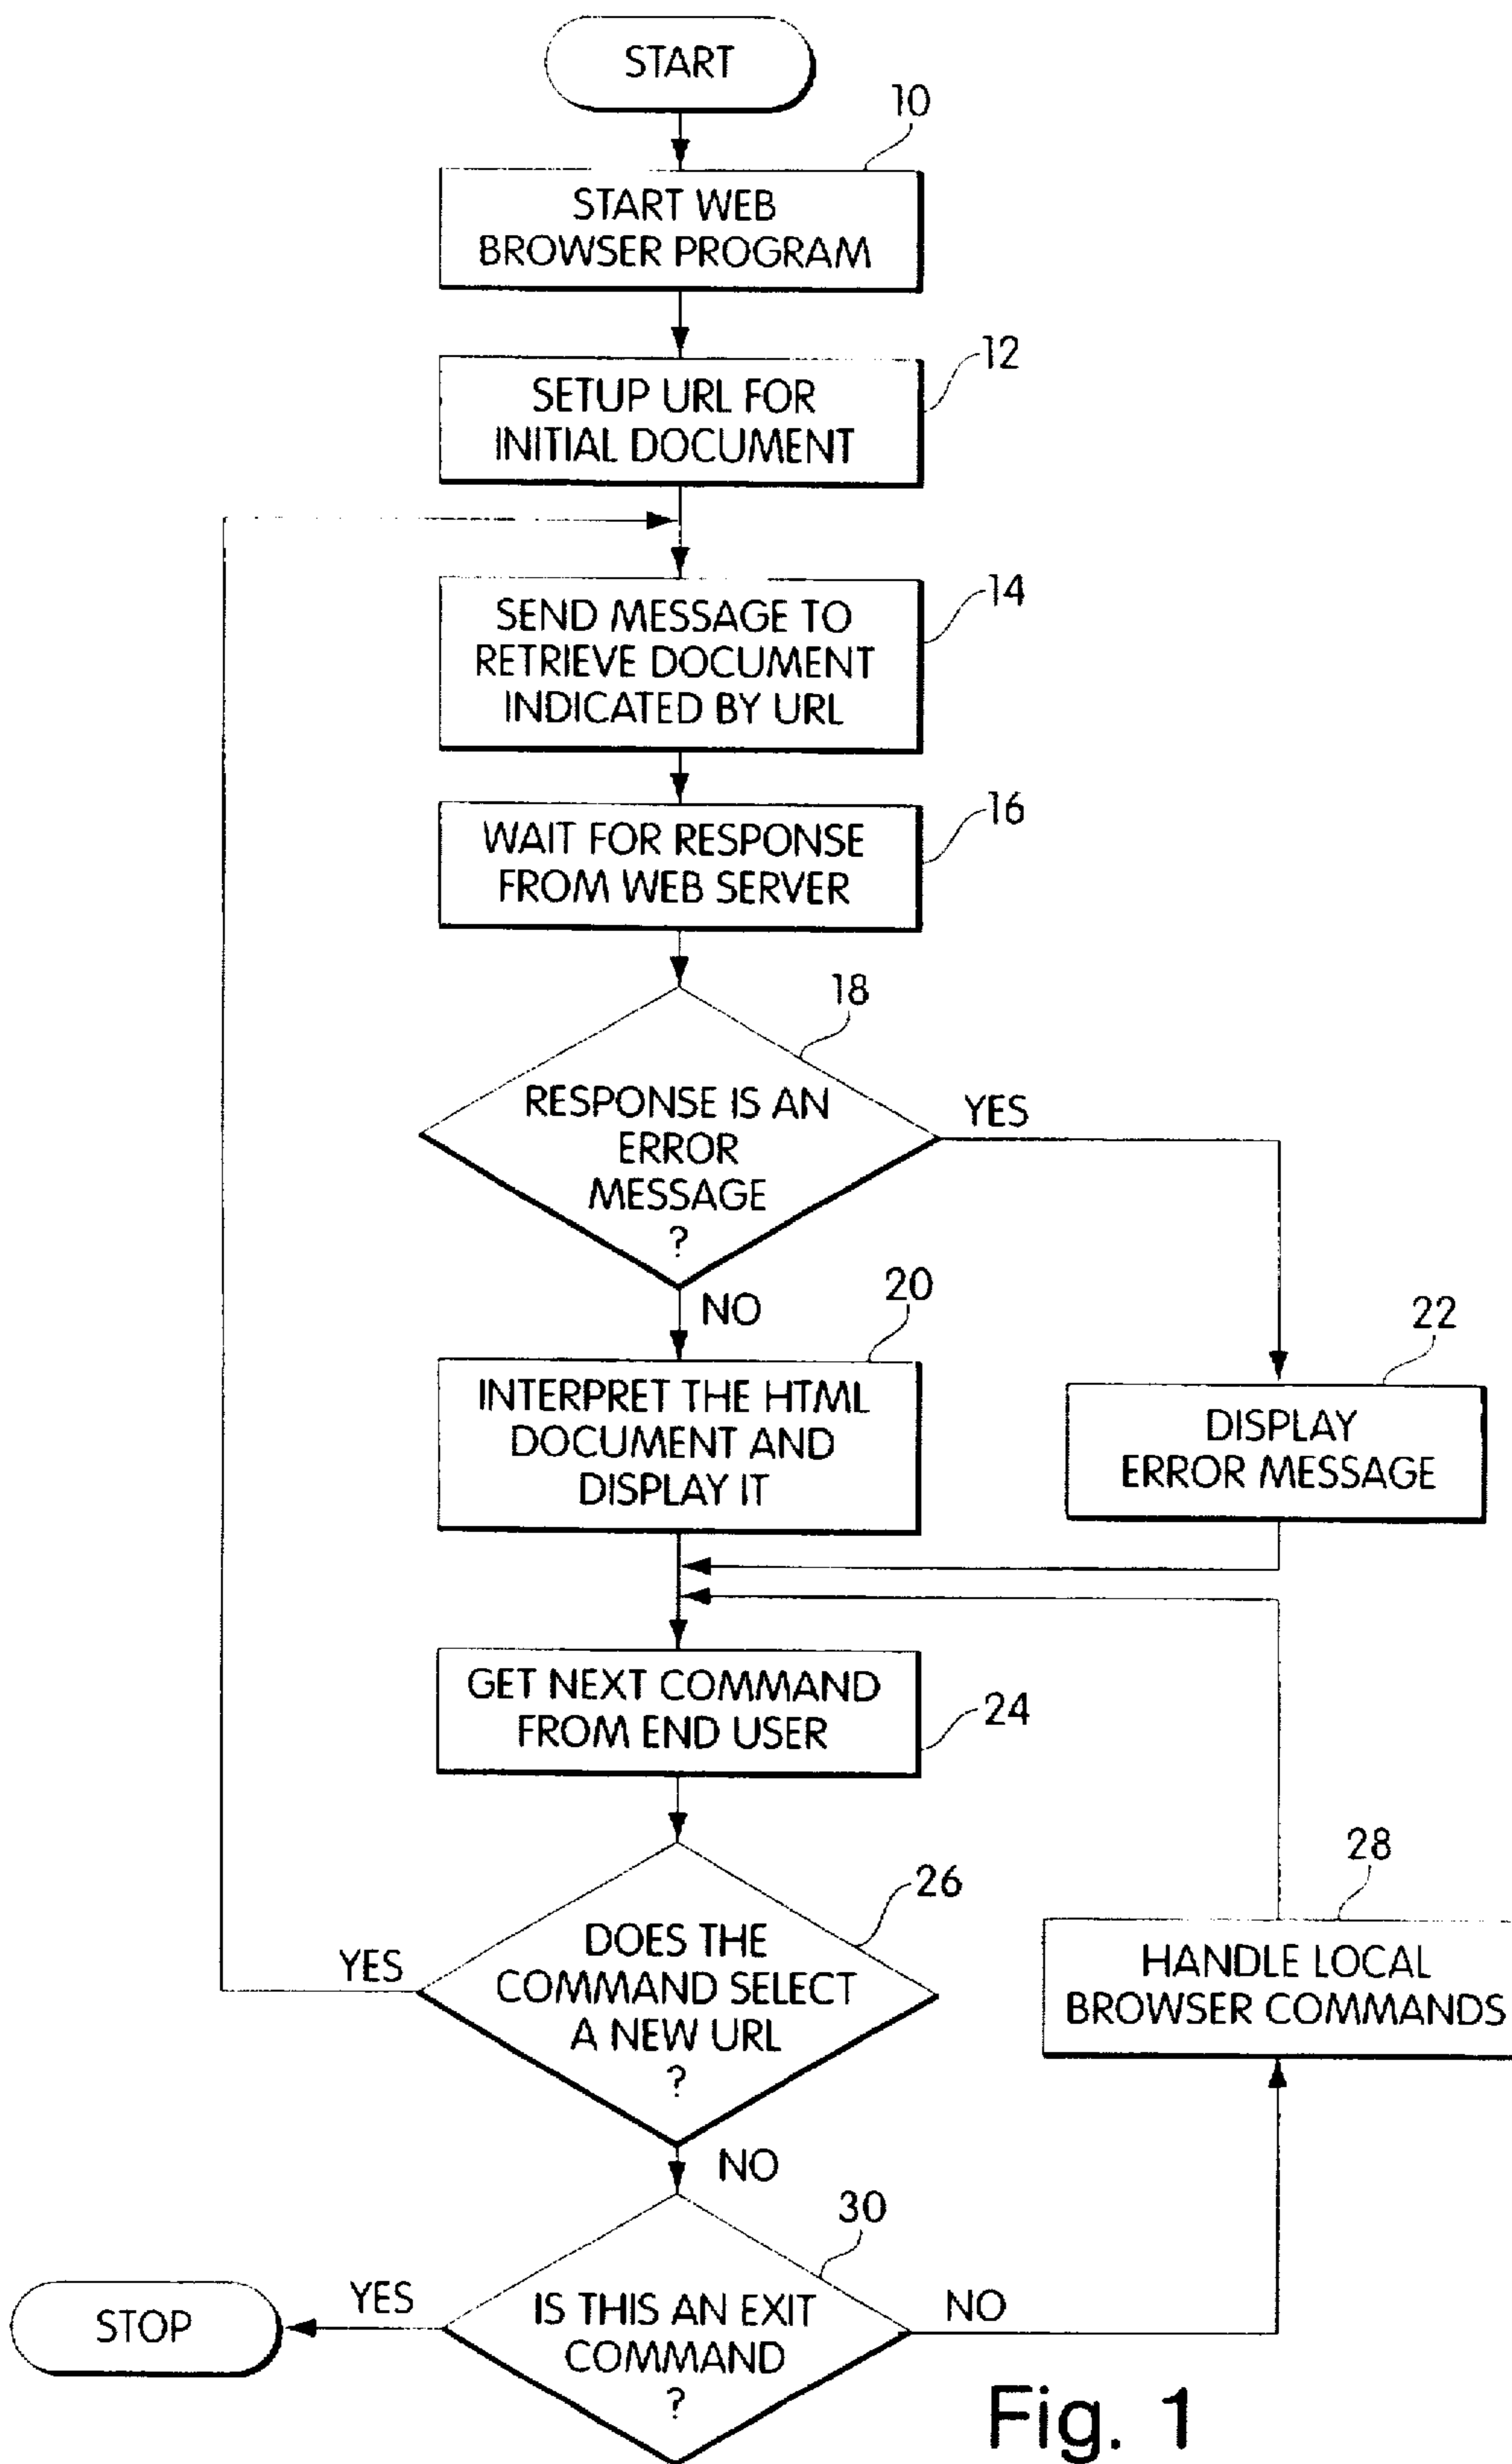 START
10
START WEB
BROWSER PROGRAM
12
SETUP URL FOR
INITIAL DOCUMENT
14
SEND MESSAGE TO
RETRIEVE DOCUMENT
INDICATED BY URL
16
WAIT FOR RESPONSE
FROM WEB SERVER
18
RESPONSE IS AN
ERROR
MESSAGE
?
YES
NO
20
INTERPRET THE HTML
DOCUMENT AND
DISPLAY IT
22
DISPLAY
ERROR MESSAGE
GET NEXT COMMAND
FROM END USER
24
26
DOES THE
COMMAND SELECT
A NEW URL
?
YES
NO
28
HANDLE LOCAL
BROWSER COMMANDS
30
IS THIS AN EXIT
COMMAND
?
YES
NO
STOP
Fig. 1